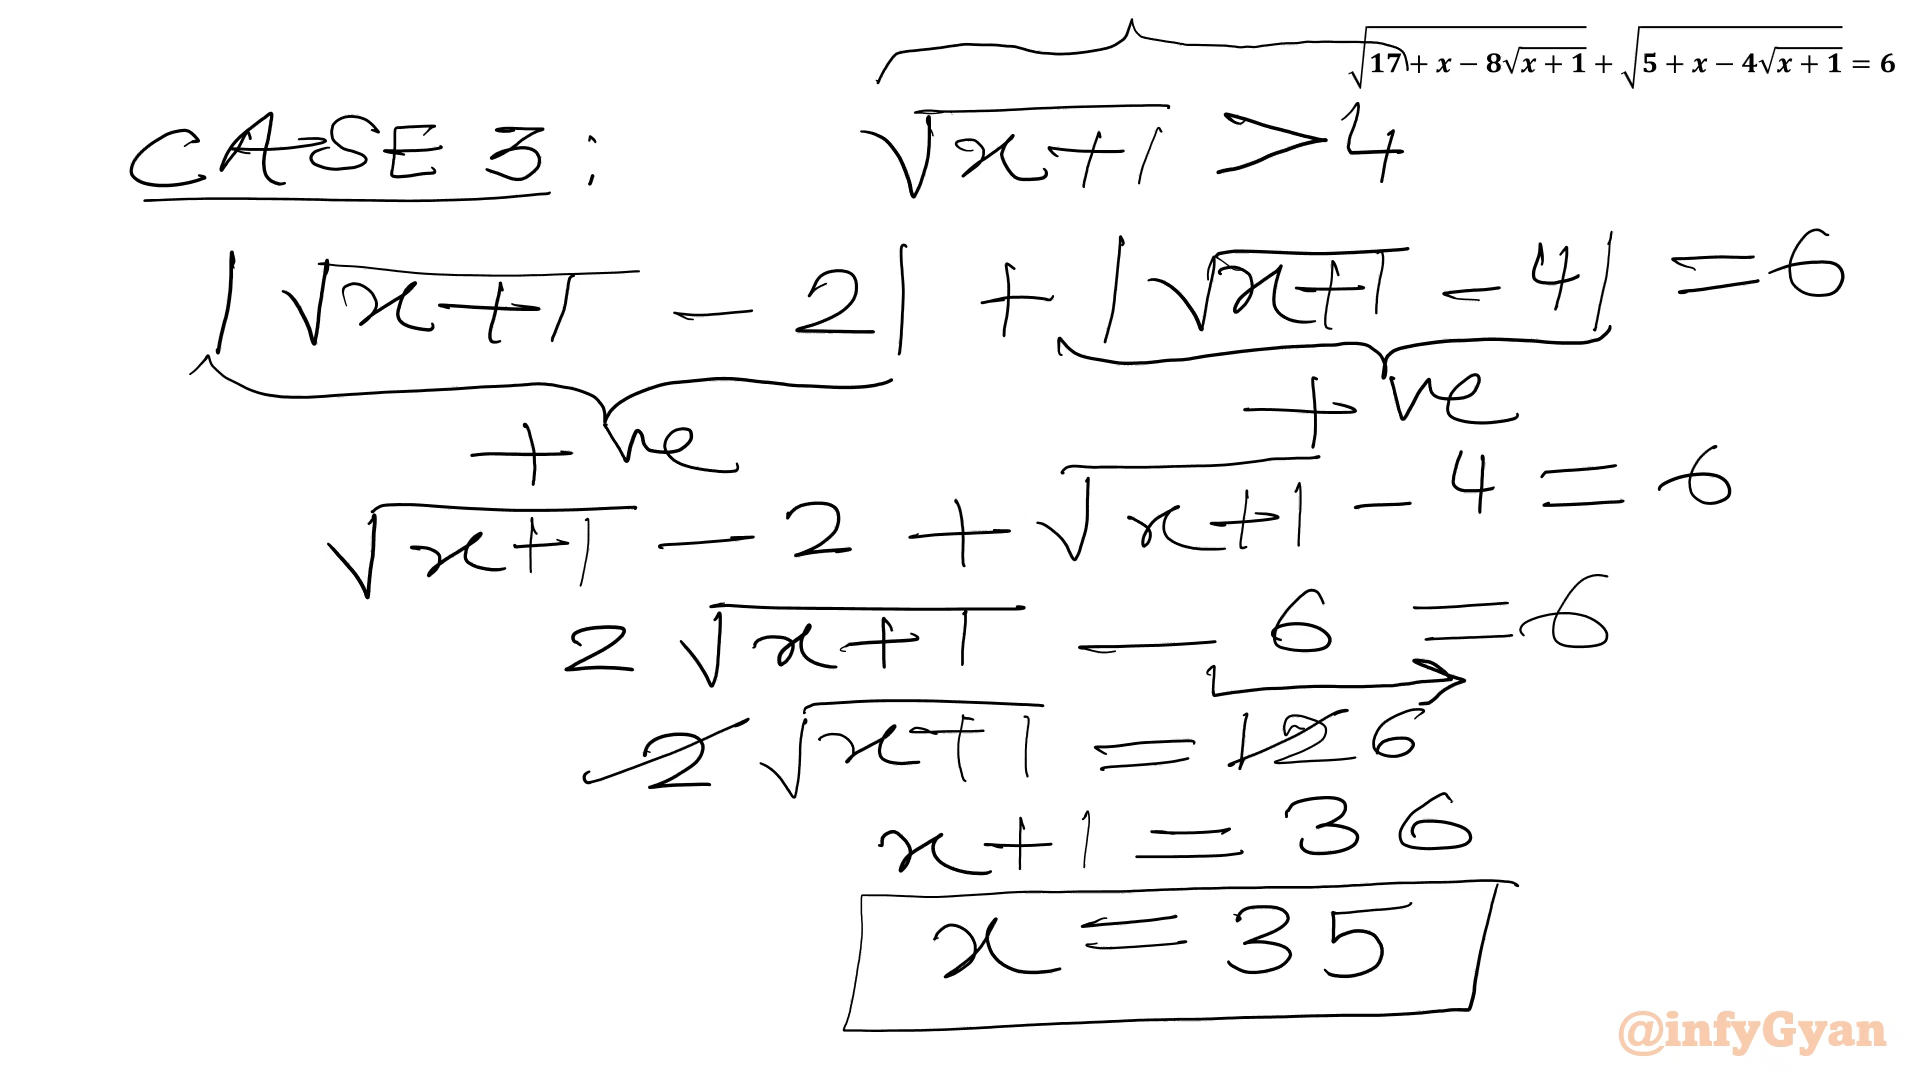 √(17 + x − 8√(x + 1)) + √(5 + x − 4√(x + 1)) = 6
CASE 3 : √(x+1) > 4
|√(x+1) − 2| + |√(x+1) − 4| = 6
+ve +ve
√(x+1) − 2 + √(x+1) − 4 = 6
2√(x+1) − 6 = 6
2√(x+1) = 12 6
x+1 = 36
x = 35
@infyGyan